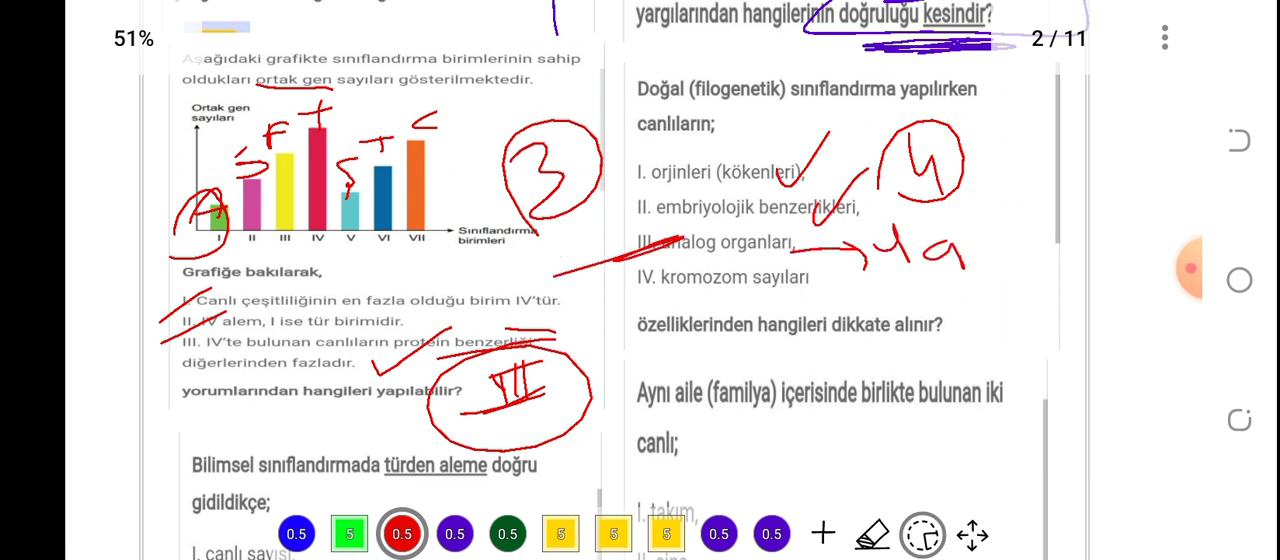 yargılarından hangilerinin doğruluğu kesindir?
51%
2 / 11
Aşağıdaki grafikte sınıflandırma birimlerinin sahip
oldukları ortak gen sayıları gösterilmektedir.
Ortak gen
sayıları
A
F
T
Ş
T
C
I II III IV V VI VII
Sınıflandırma
birimleri
3
Grafiğe bakılarak,
I. Canlı çeşitliliğinin en fazla olduğu birim IV'tür.
II. IV alem, I ise tür birimidir.
III. IV'te bulunan canlıların protein benzerliği
diğerlerinden fazladır.
yorumlarından hangileri yapılabilir?
III
Bilimsel sınıflandırmada türden aleme doğru
gidildikçe;
I. canlı sayısı,
Doğal (filogenetik) sınıflandırma yapılırken
canlıların;
I. orjinleri (kökenleri),
II. embriyolojik benzerlikleri,
III. analog organları,
IV. kromozom sayıları
4
özelliklerinden hangileri dikkate alınır?
Aynı aile (familya) içerisinde birlikte bulunan iki
canlı;
I. takım,
0.5 5 0.5 0.5 0.5 5 5 5 0.5 0.5